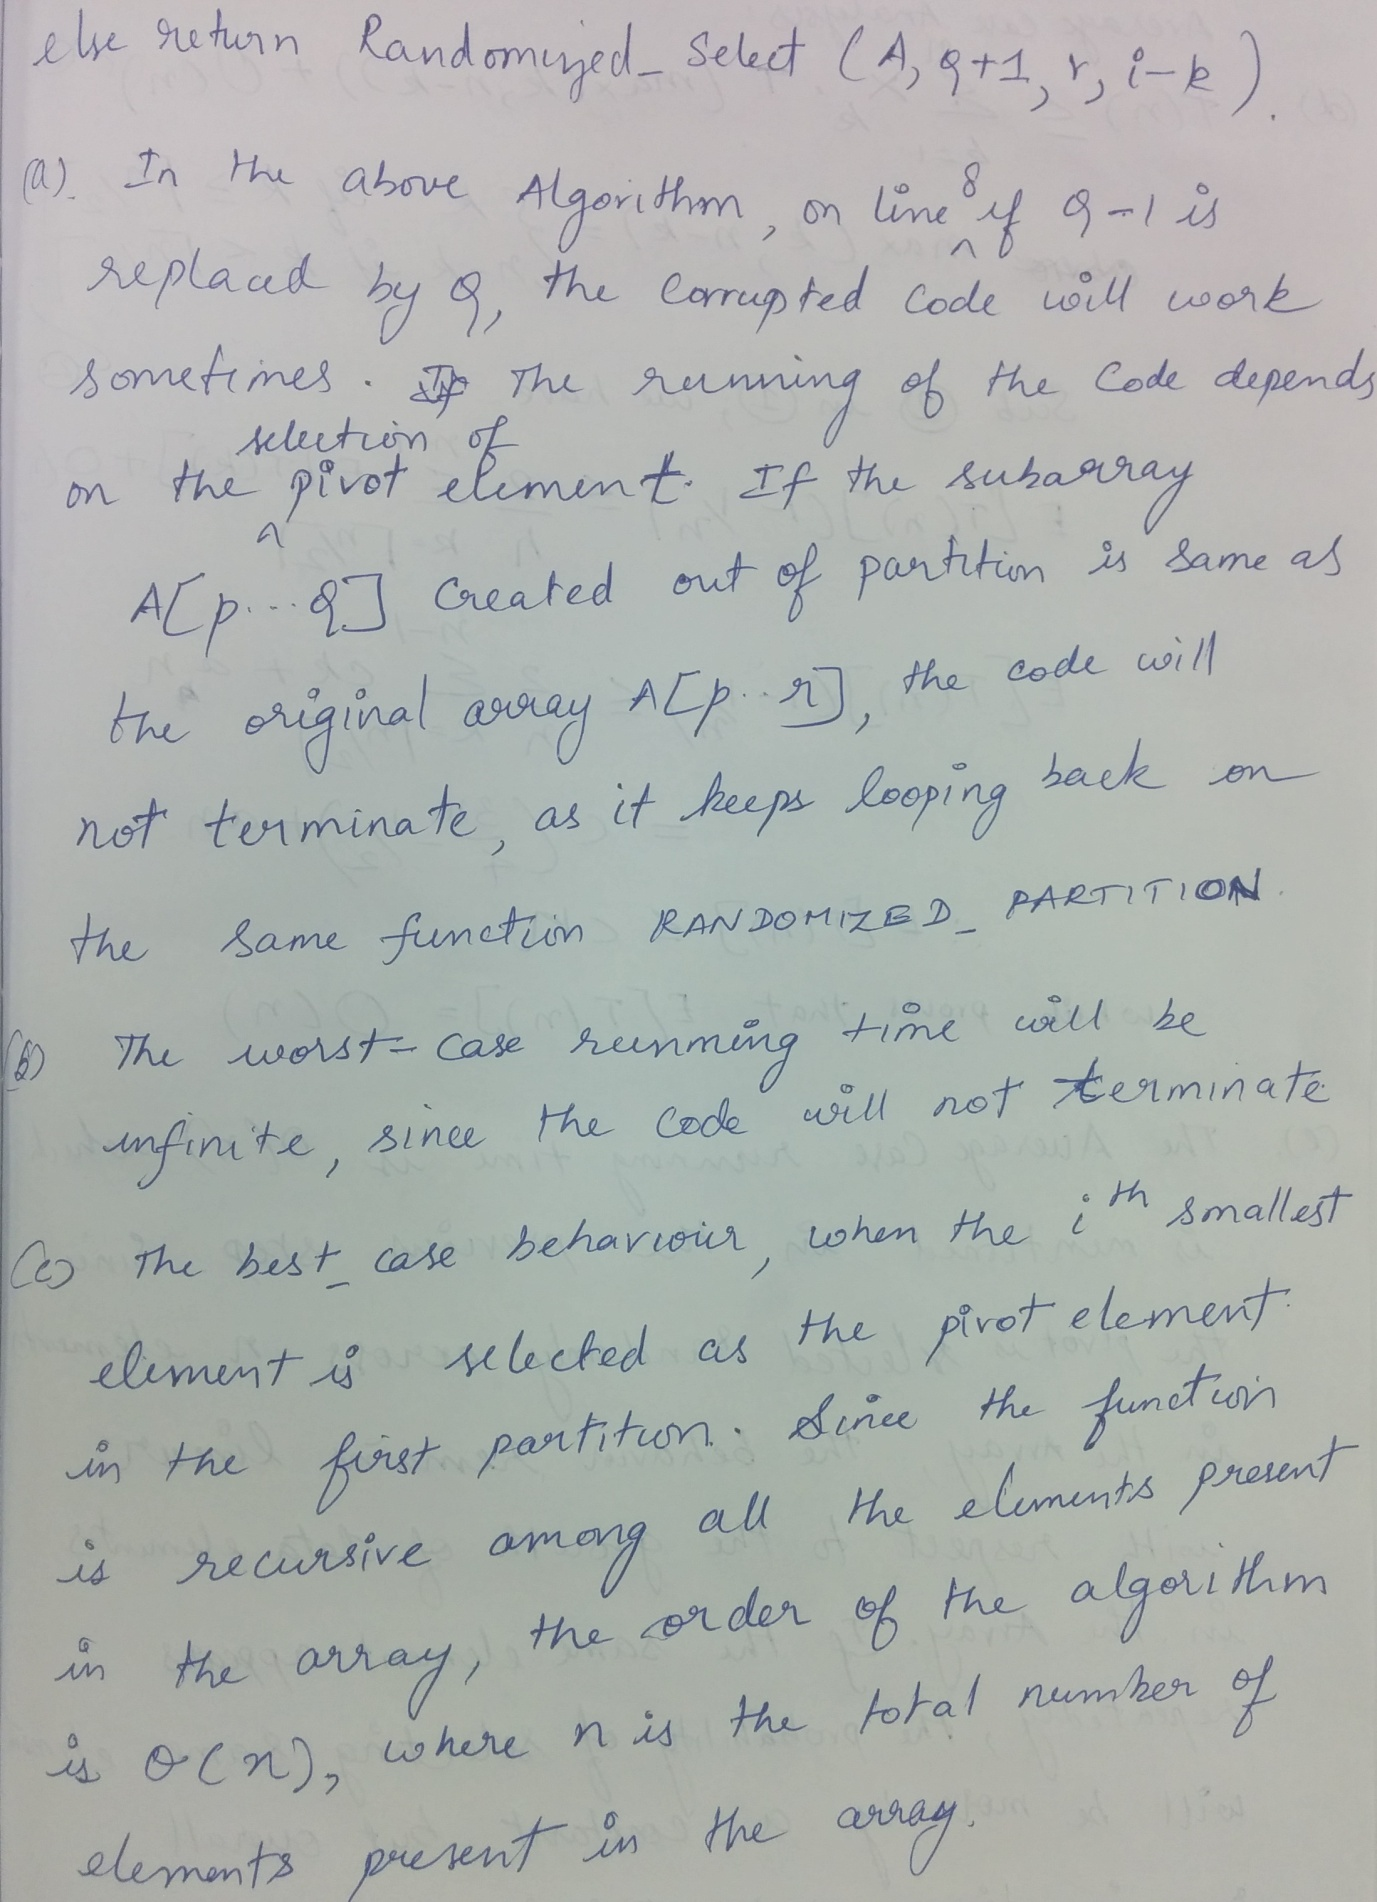 else return Randomized_ Select (A, q+1, r, i-k).
(a). In the above Algorithm, on line 8 if q-1 is
replaced by q, the corrupted code will work
sometimes. The running of the code depends
on the selection of pivot element. If the subarray
A[p...q] created out of partition is same as
the original array A[p..r], the code will
not terminate, as it keeps looping back on
the same function RANDOMIZED_ PARTITION.
(b) The worst-case running time will be
infinite, since the code will not terminate.
(c) The best_case behaviour, when the ith smallest
element is selected as the pivot element
in the first partition. Since the function
is recursive among all the elements present
in the array, the order of the algorithm
is O(n), where n is the total number of
elements present in the array.